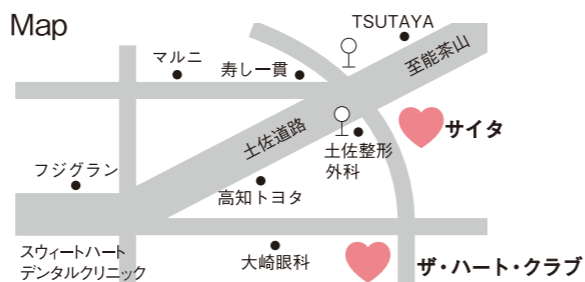 Map
TSUTAYA
マルニ
寿し一貫
至能茶山
サイタ
土佐道路
土佐整形
外科
フジグラン
高知トヨタ
スウィートハート
デンタルクリニック
大崎眼科
ザ・ハート・クラブ